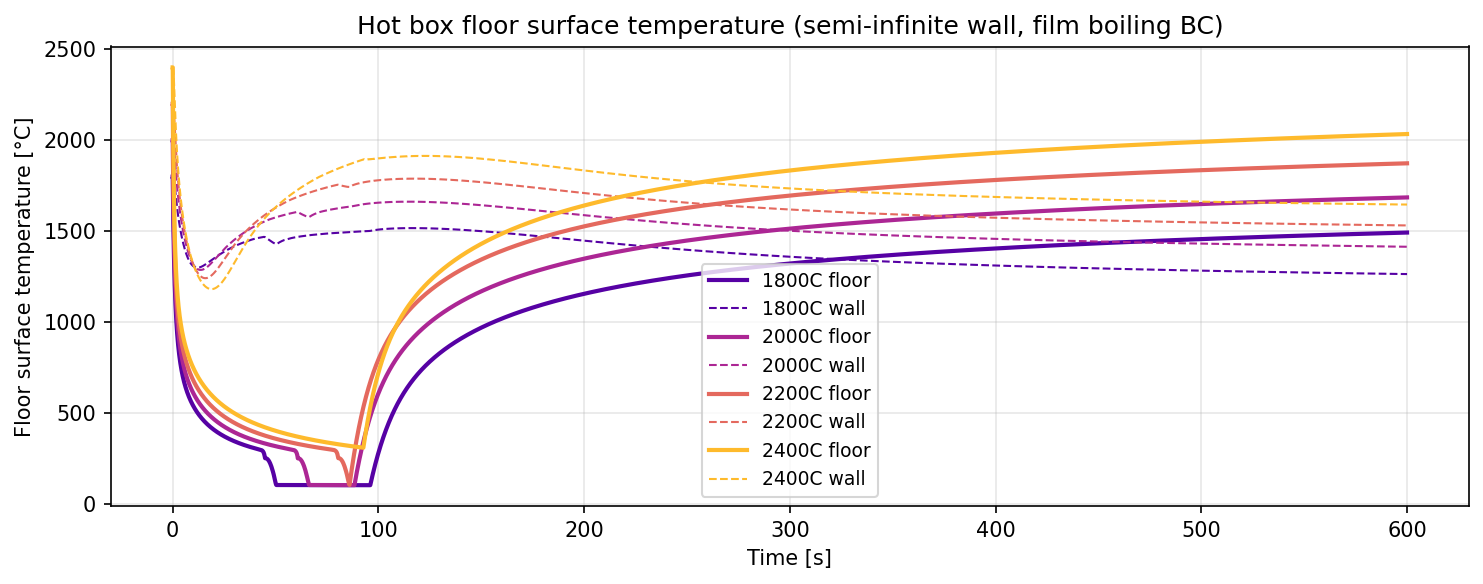 Hot box floor surface temperature (semi-infinite wall, film boiling BC)
Floor surface temperature [°C]
2500
2000
1500
1000
500
0
1800C floor
1800C wall
2000C floor
2000C wall
2200C floor
2200C wall
2400C floor
2400C wall
0 100 200 300 400 500 600
Time [s]